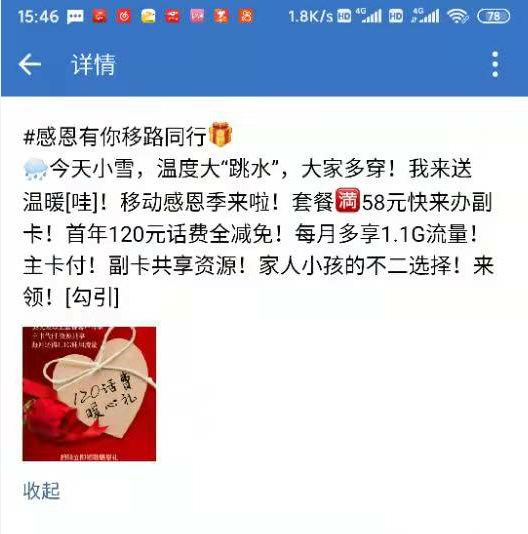 15:46
1.8K/s HD 4G HD 4G 78
详情
#感恩有你移路同行🎁
🌧今天小雪，温度大“跳水”，大家多穿！我来送
温暖[哇]！移动感恩季来啦！套餐🈵58元快来办副
卡！首年120元话费全减免！每月多享1.1G流量！
主卡付！副卡共享资源！家人小孩的不二选择！来
领！[勾引]
120话费
暖心礼
收起